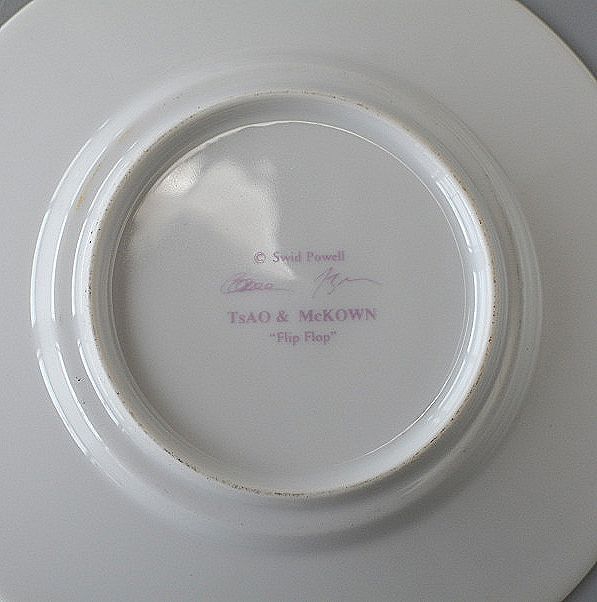 © Swid Powell
TsAO & McKOWN
“Flip Flop”